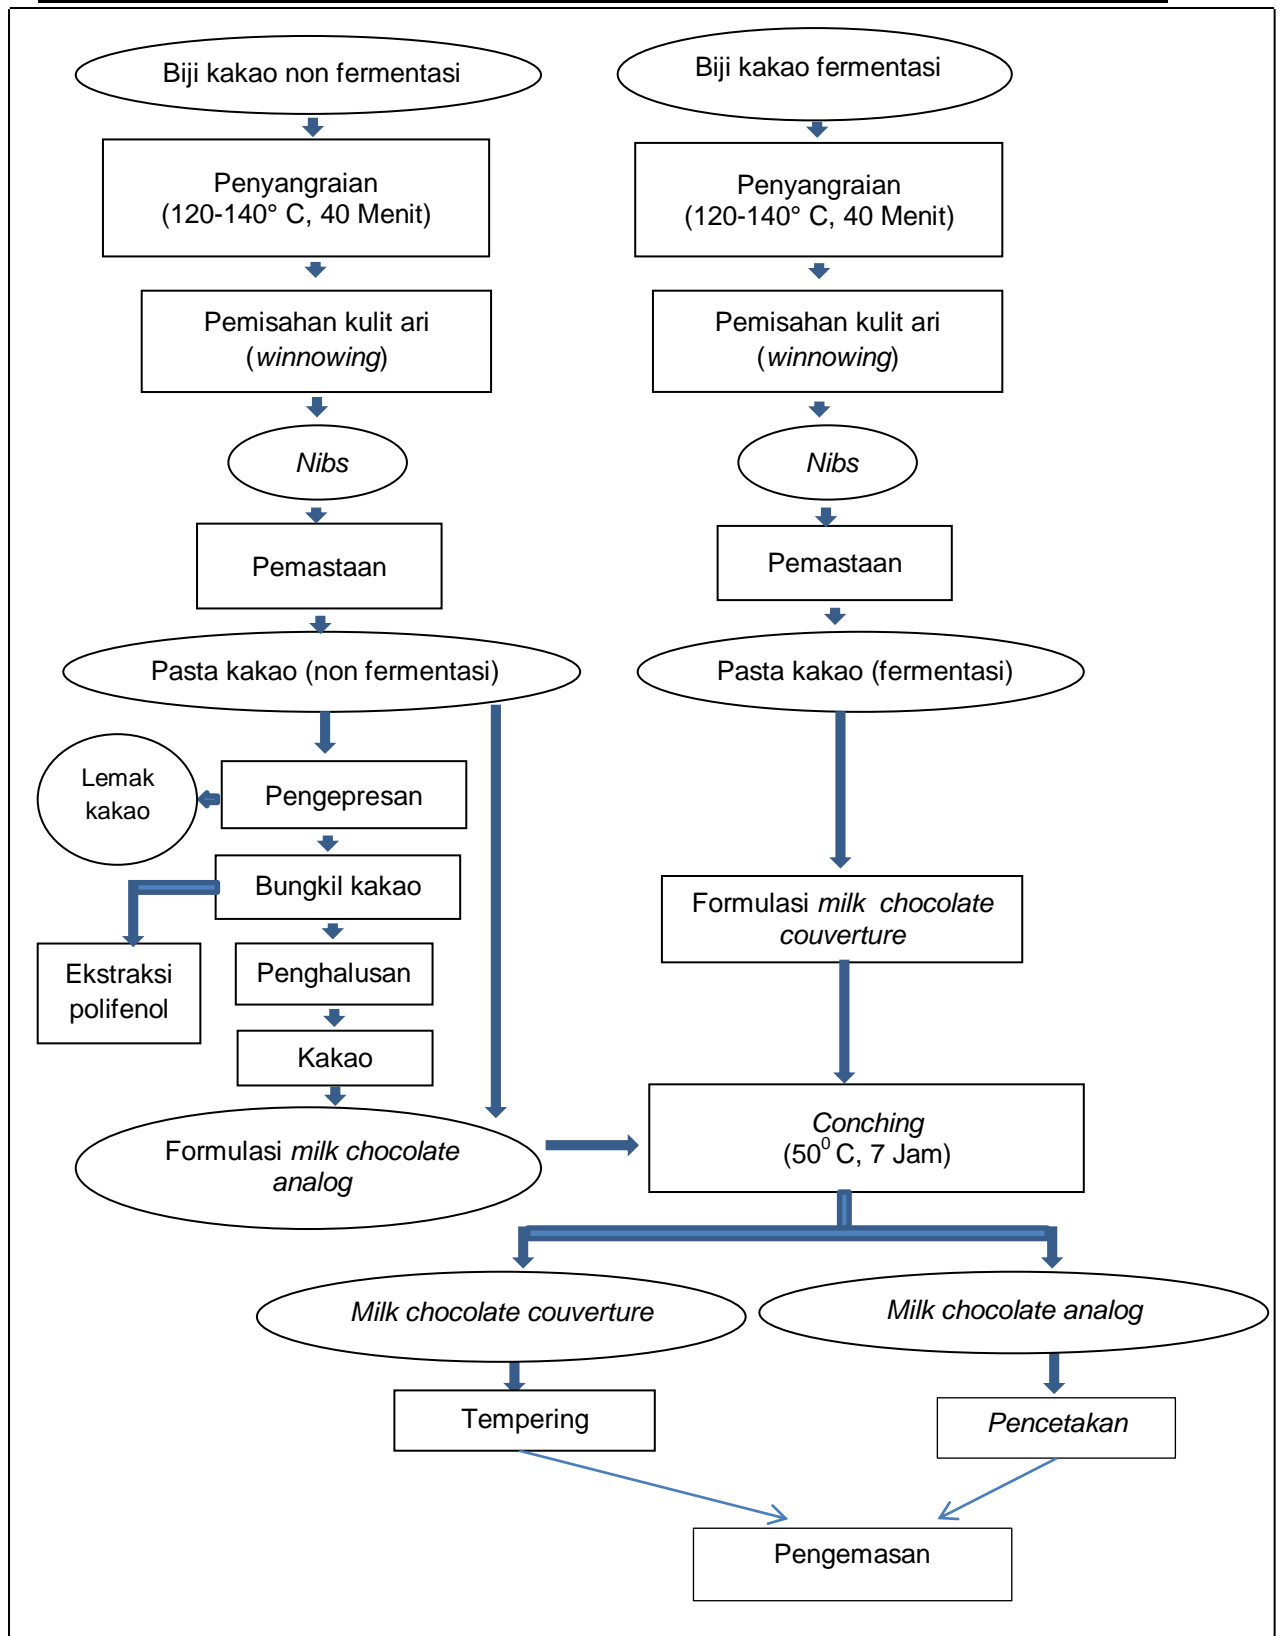 Biji kakao non fermentasi
Biji kakao fermentasi
Penyangraian
(120-140° C, 40 Menit)
Penyangraian
(120-140° C, 40 Menit)
Pemisahan kulit ari
(winnowing)
Pemisahan kulit ari
(winnowing)
Nibs
Nibs
Pemastaan
Pemastaan
Pasta kakao (non fermentasi)
Pasta kakao (fermentasi)
Lemak
kakao
Pengepresan
Bungkil kakao
Formulasi milk chocolate
couverture
Ekstraksi
polifenol
Penghalusan
Kakao
Formulasi milk chocolate
analog
Conching
(50⁰ C, 7 Jam)
Milk chocolate couverture
Milk chocolate analog
Tempering
Pencetakan
Pengemasan